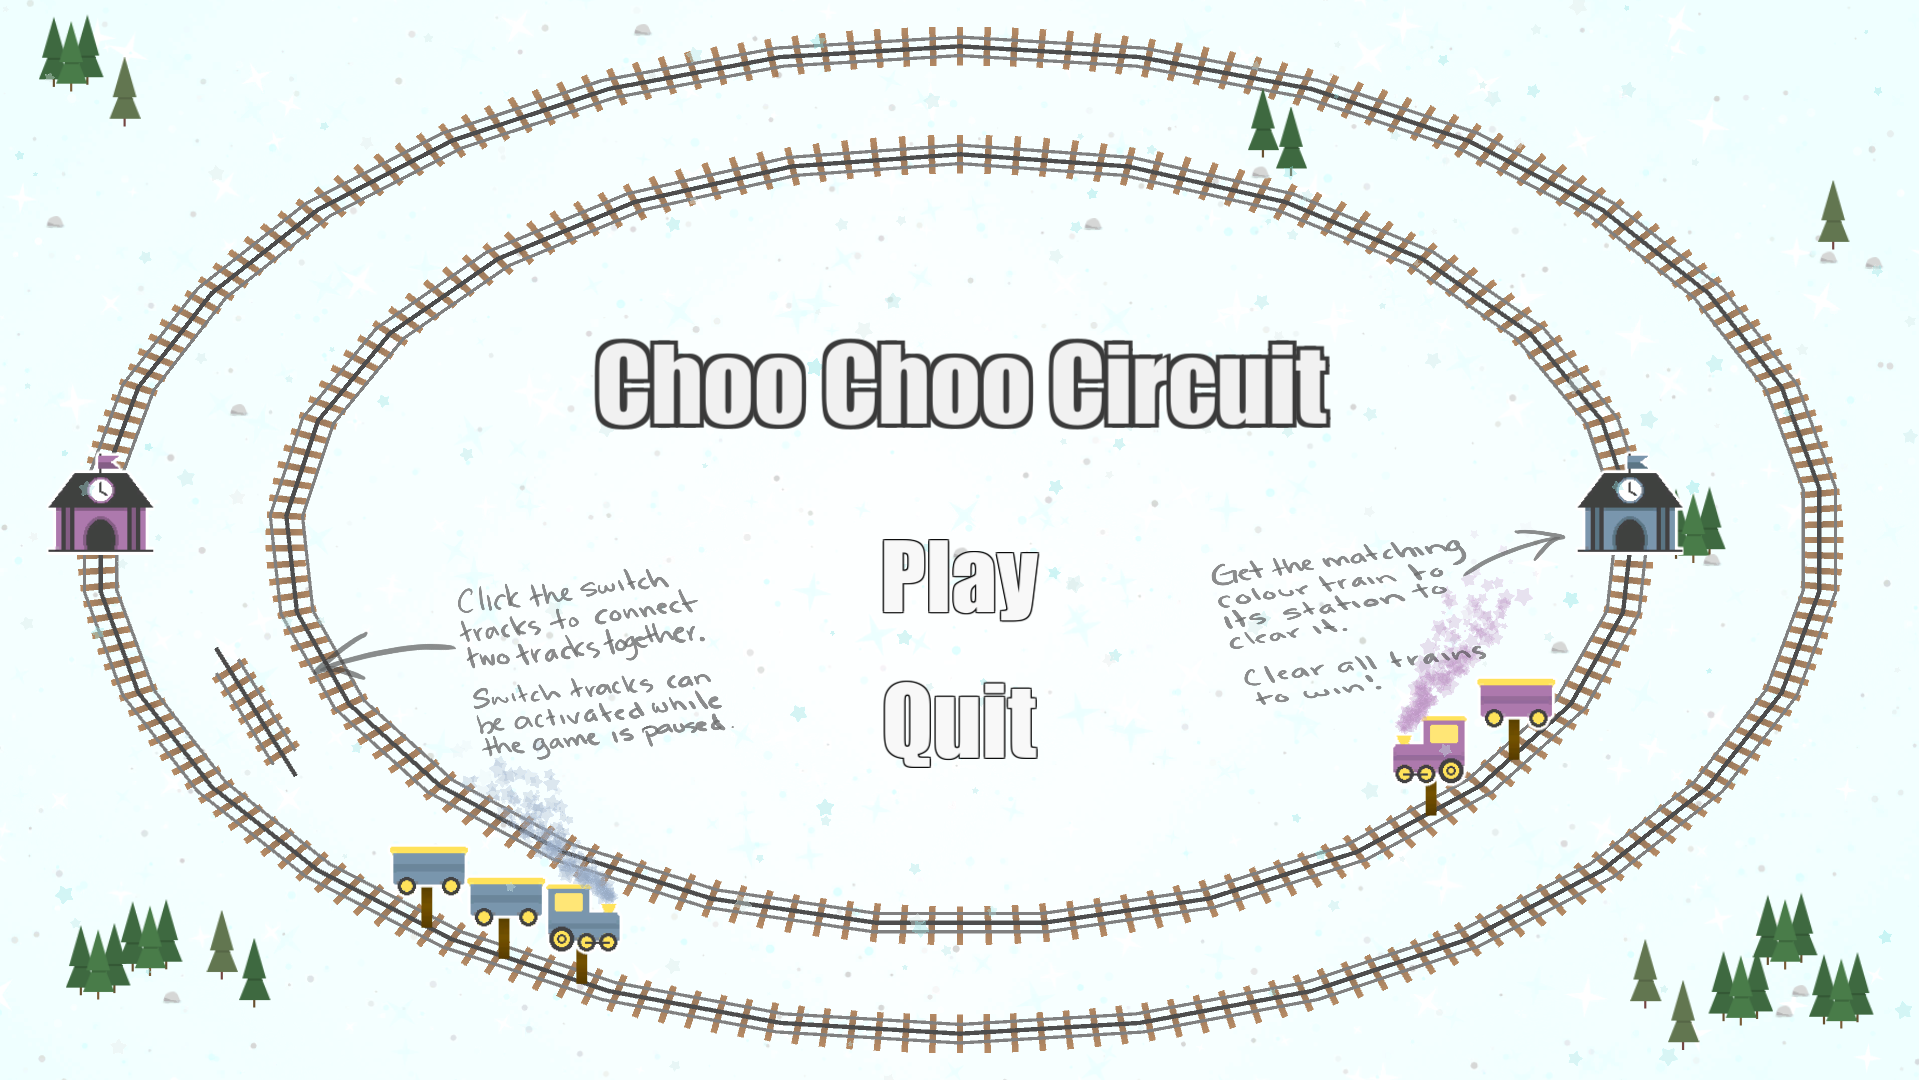 Choo Choo Circuit
Play
Quit
Click the switch
tracks to connect
two tracks together.
Switch tracks can
be activated while
the game is paused.
Get the matching
colour train to
its station to
clear it.
Clear all trains
to win!